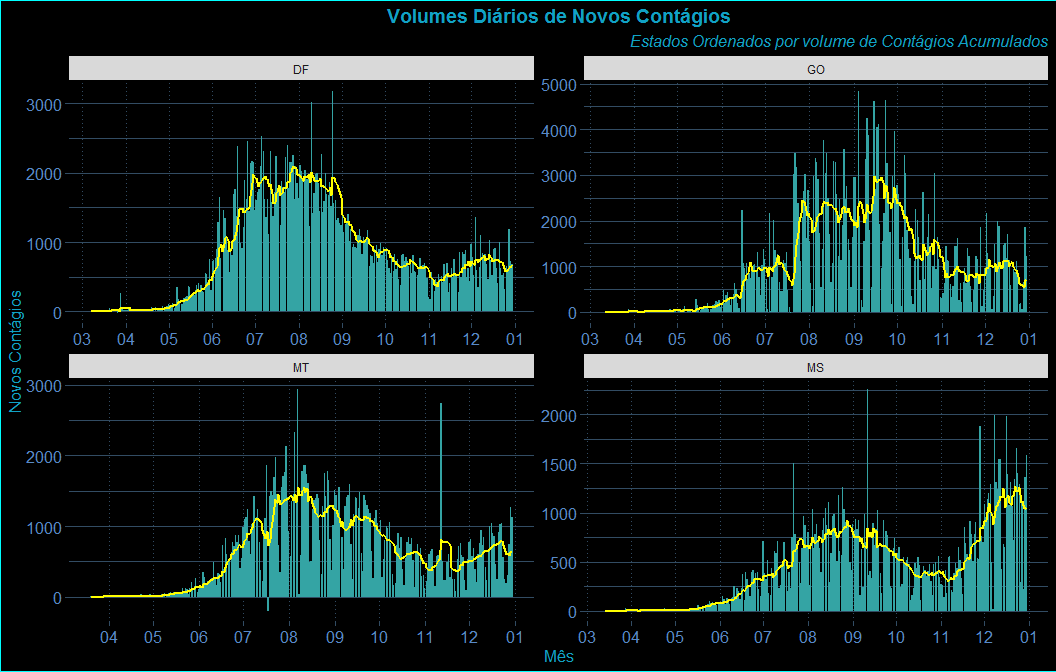 Volumes Diários de Novos Contágios
Estados Ordenados por volume de Contágios Acumulados
DF
GO
3000
2000
1000
0
03 04 05 06 07 08 09 10 11 12 01
5000
4000
3000
2000
1000
0
03 04 05 06 07 08 09 10 11 12 01
Novos Contágios
MT
MS
3000
2000
1000
0
04 05 06 07 08 09 10 11 12 01
2000
1500
1000
500
0
03 04 05 06 07 08 09 10 11 12 01
Mês